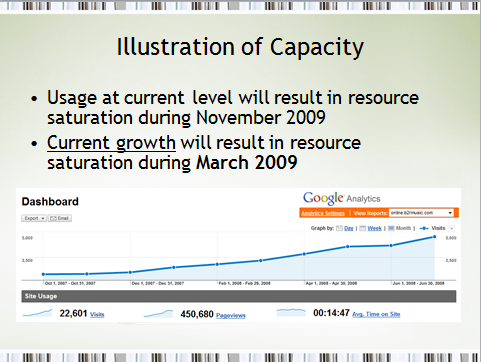 Illustration of Capacity
• Usage at current level will result in resource
saturation during November 2009
• Current growth will result in resource
saturation during March 2009
Dashboard
Google Analytics
Export Email
Analytics Settings | View Reports: online.b2rmusic.com
Graph by: Day | Week | Month | Visits
5,000 5,000
2,500 2,500
Oct 1, 2007 - Oct 31, 2007 Dec 1, 2007 - Dec 31, 2007 Feb 1, 2008 - Feb 29, 2008 Apr 1, 2008 - Apr 30, 2008 Jun 1, 2008 - Jun 30, 2008
Site Usage
22,601 Visits 450,680 Pageviews 00:14:47 Avg. Time on Site